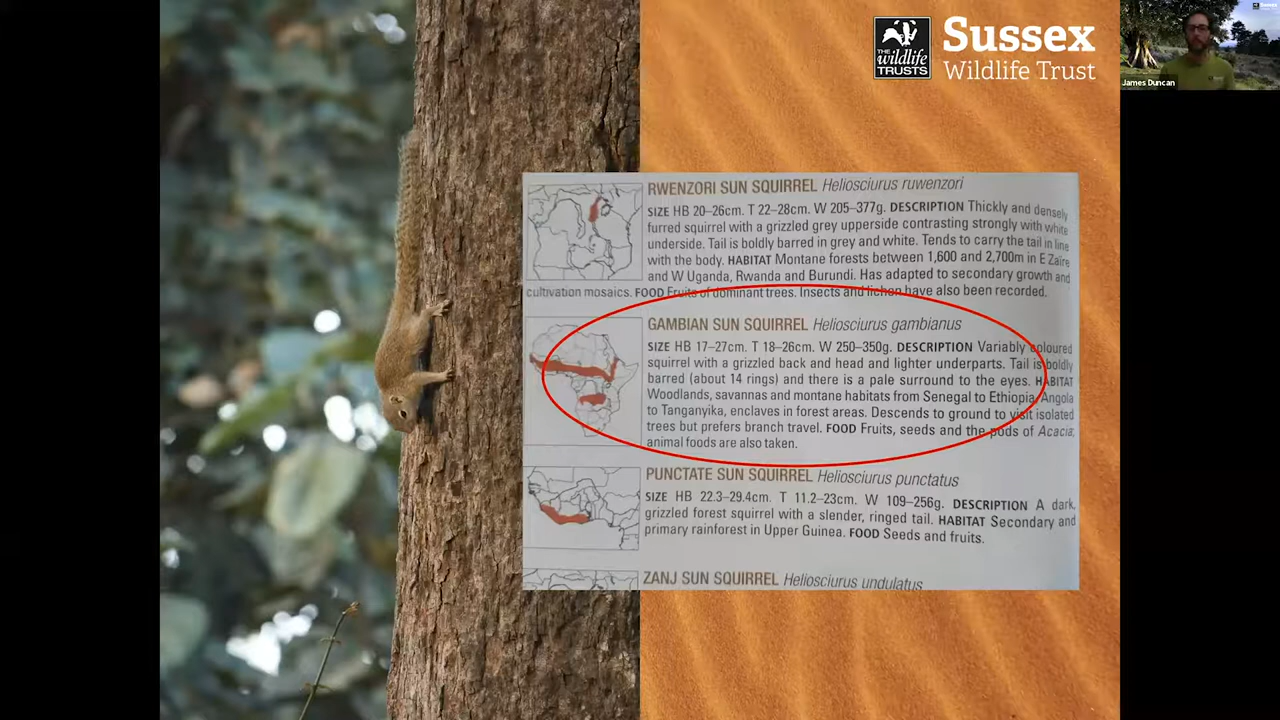 THE
wildlife
TRUSTS
Sussex
Wildlife Trust
James Duncan
RWENZORI SUN SQUIRREL Heliosciurus ruwenzori
SIZE HB 20–26cm. T 22–28cm. W 205–377g. DESCRIPTION Thickly and densely
furred squirrel with a grizzled grey upperside contrasting strongly with white
underside. Tail is boldly barred in grey and white. Tends to carry the tail in line
with the body. HABITAT Montane forests between 1,600 and 2,700m in E Zaïre
and W Uganda, Rwanda and Burundi. Has adapted to secondary growth and
cultivation mosaics. FOOD Fruits of dominant trees. Insects and lichen have also been recorded.
GAMBIAN SUN SQUIRREL Heliosciurus gambianus
SIZE HB 17–27cm. T 18–26cm. W 250–350g. DESCRIPTION Variably coloured
squirrel with a grizzled back and head and lighter underparts. Tail is boldly
barred (about 14 rings) and there is a pale surround to the eyes. HABITAT
Woodlands, savannas and montane habitats from Senegal to Ethiopia, Angola
to Tanganyika, enclaves in forest areas. Descends to ground to visit isolated
trees but prefers branch travel. FOOD Fruits, seeds and the pods of Acacia;
animal foods are also taken.
PUNCTATE SUN SQUIRREL Heliosciurus punctatus
SIZE HB 22.3–29.4cm. T 11.2–23cm. W 109–256g. DESCRIPTION A dark,
grizzled forest squirrel with a slender, ringed tail. HABITAT Secondary and
primary rainforest in Upper Guinea. FOOD Seeds and fruits.
ZANJ SUN SQUIRREL Heliosciurus undulatus